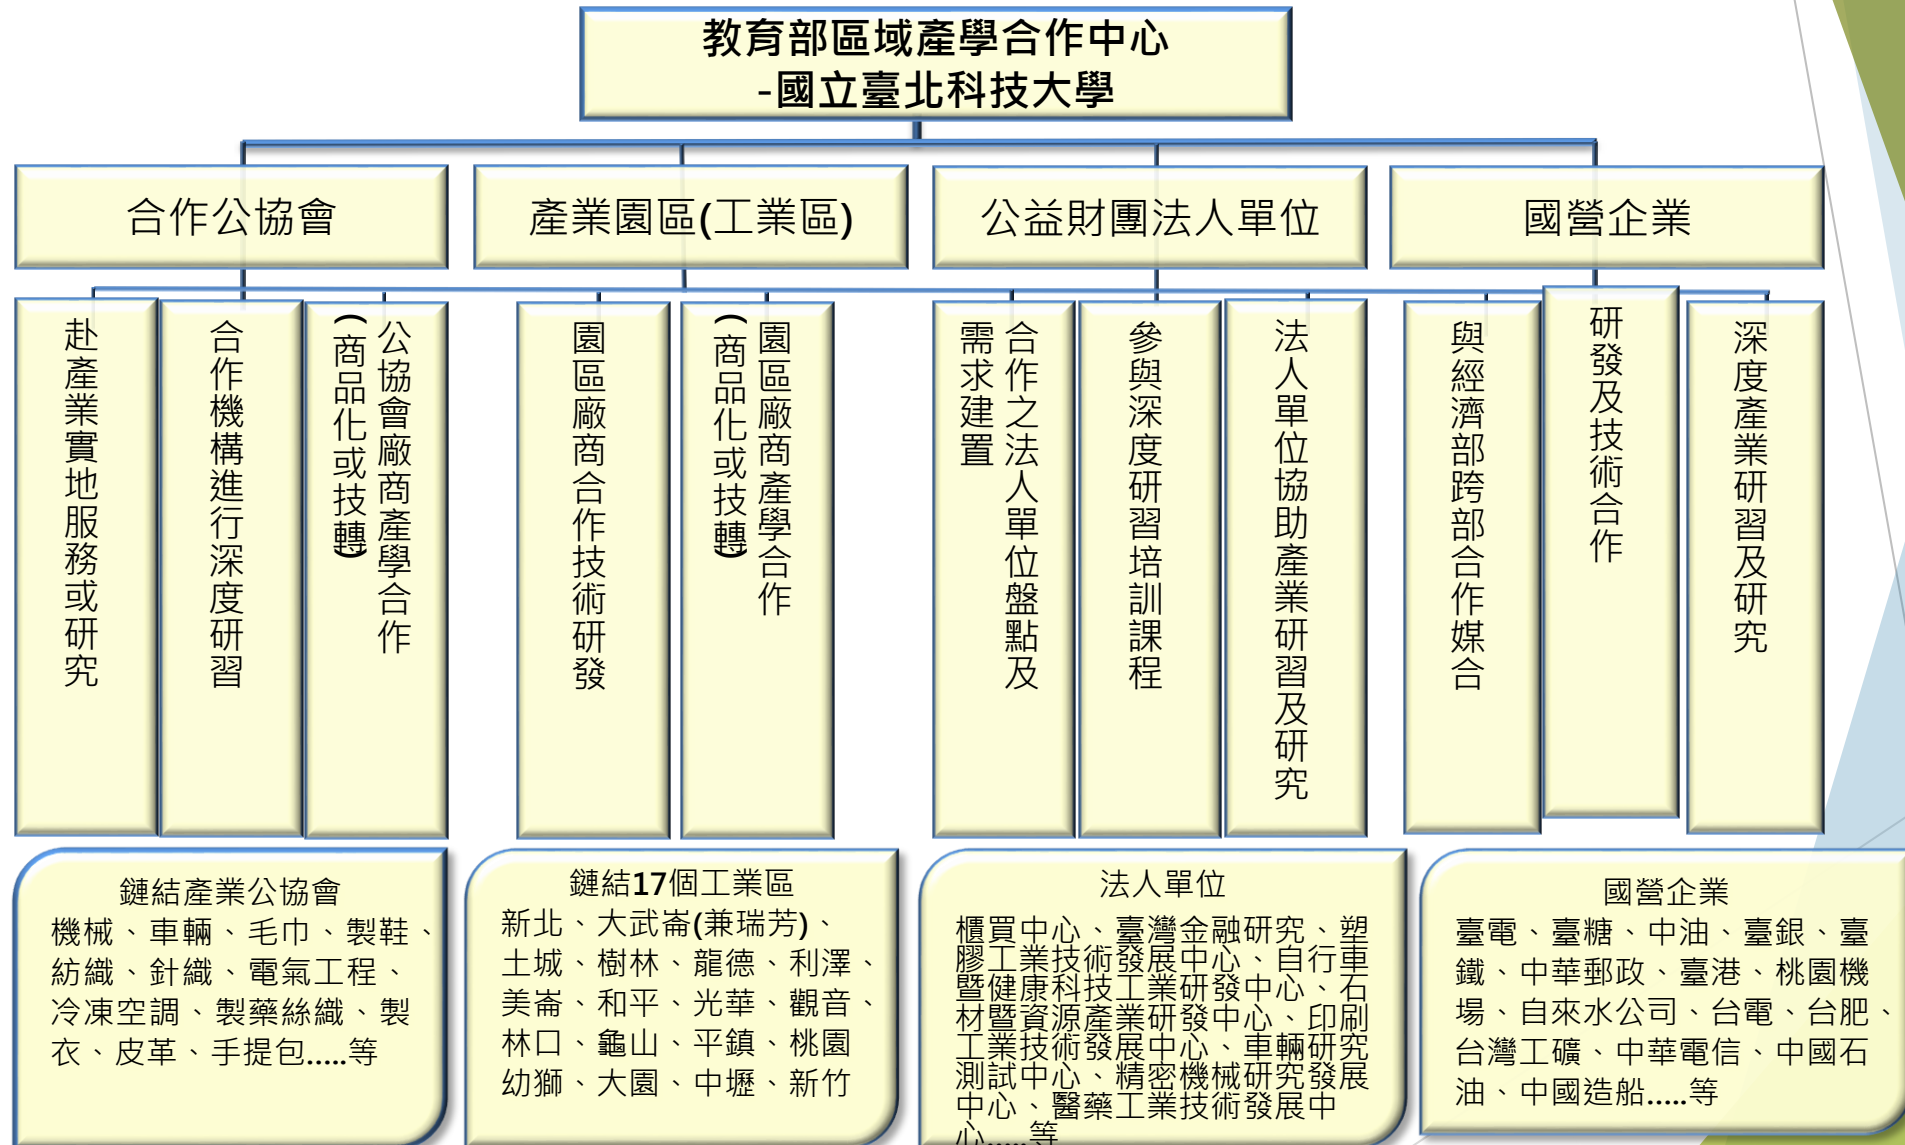 教育部區域產學合作中心
-國立臺北科技大學
合作公協會
產業園區(工業區)
公益財團法人單位
國營企業
赴產業實地服務或研究
合作機構進行深度研習
公協會廠商產學合作
(商品化或技轉)
園區廠商合作技術研發
園區廠商產學合作
(商品化或技轉)
合作之法人單位盤點及
需求建置
參與深度研習培訓課程
法人單位協助產業研習及研究
與經濟部跨部合作媒合
研發及技術合作
深度產業研習及研究
鏈結產業公協會
機械、車輛、毛巾、製鞋、
紡織、針織、電氣工程、
冷凍空調、製藥絲織、製
衣、皮革、手提包.....等
鏈結17個工業區
新北、大武崙(兼瑞芳)、
土城、樹林、龍德、利澤、
美崙、和平、光華、觀音、
林口、龜山、平鎮、桃園
幼獅、大園、中壢、新竹
法人單位
櫃買中心、臺灣金融研究、塑
膠工業技術發展中心、自行車
暨健康科技工業研發中心、石
材暨資源產業研發中心、印刷
工業技術發展中心、車輛研究
測試中心、精密機械研究發展
中心、醫藥工業技術發展中
心.....等
國營企業
臺電、臺糖、中油、臺銀、臺
鐵、中華郵政、臺港、桃園機
場、自來水公司、台電、台肥、
台灣工礦、中華電信、中國石
油、中國造船.....等